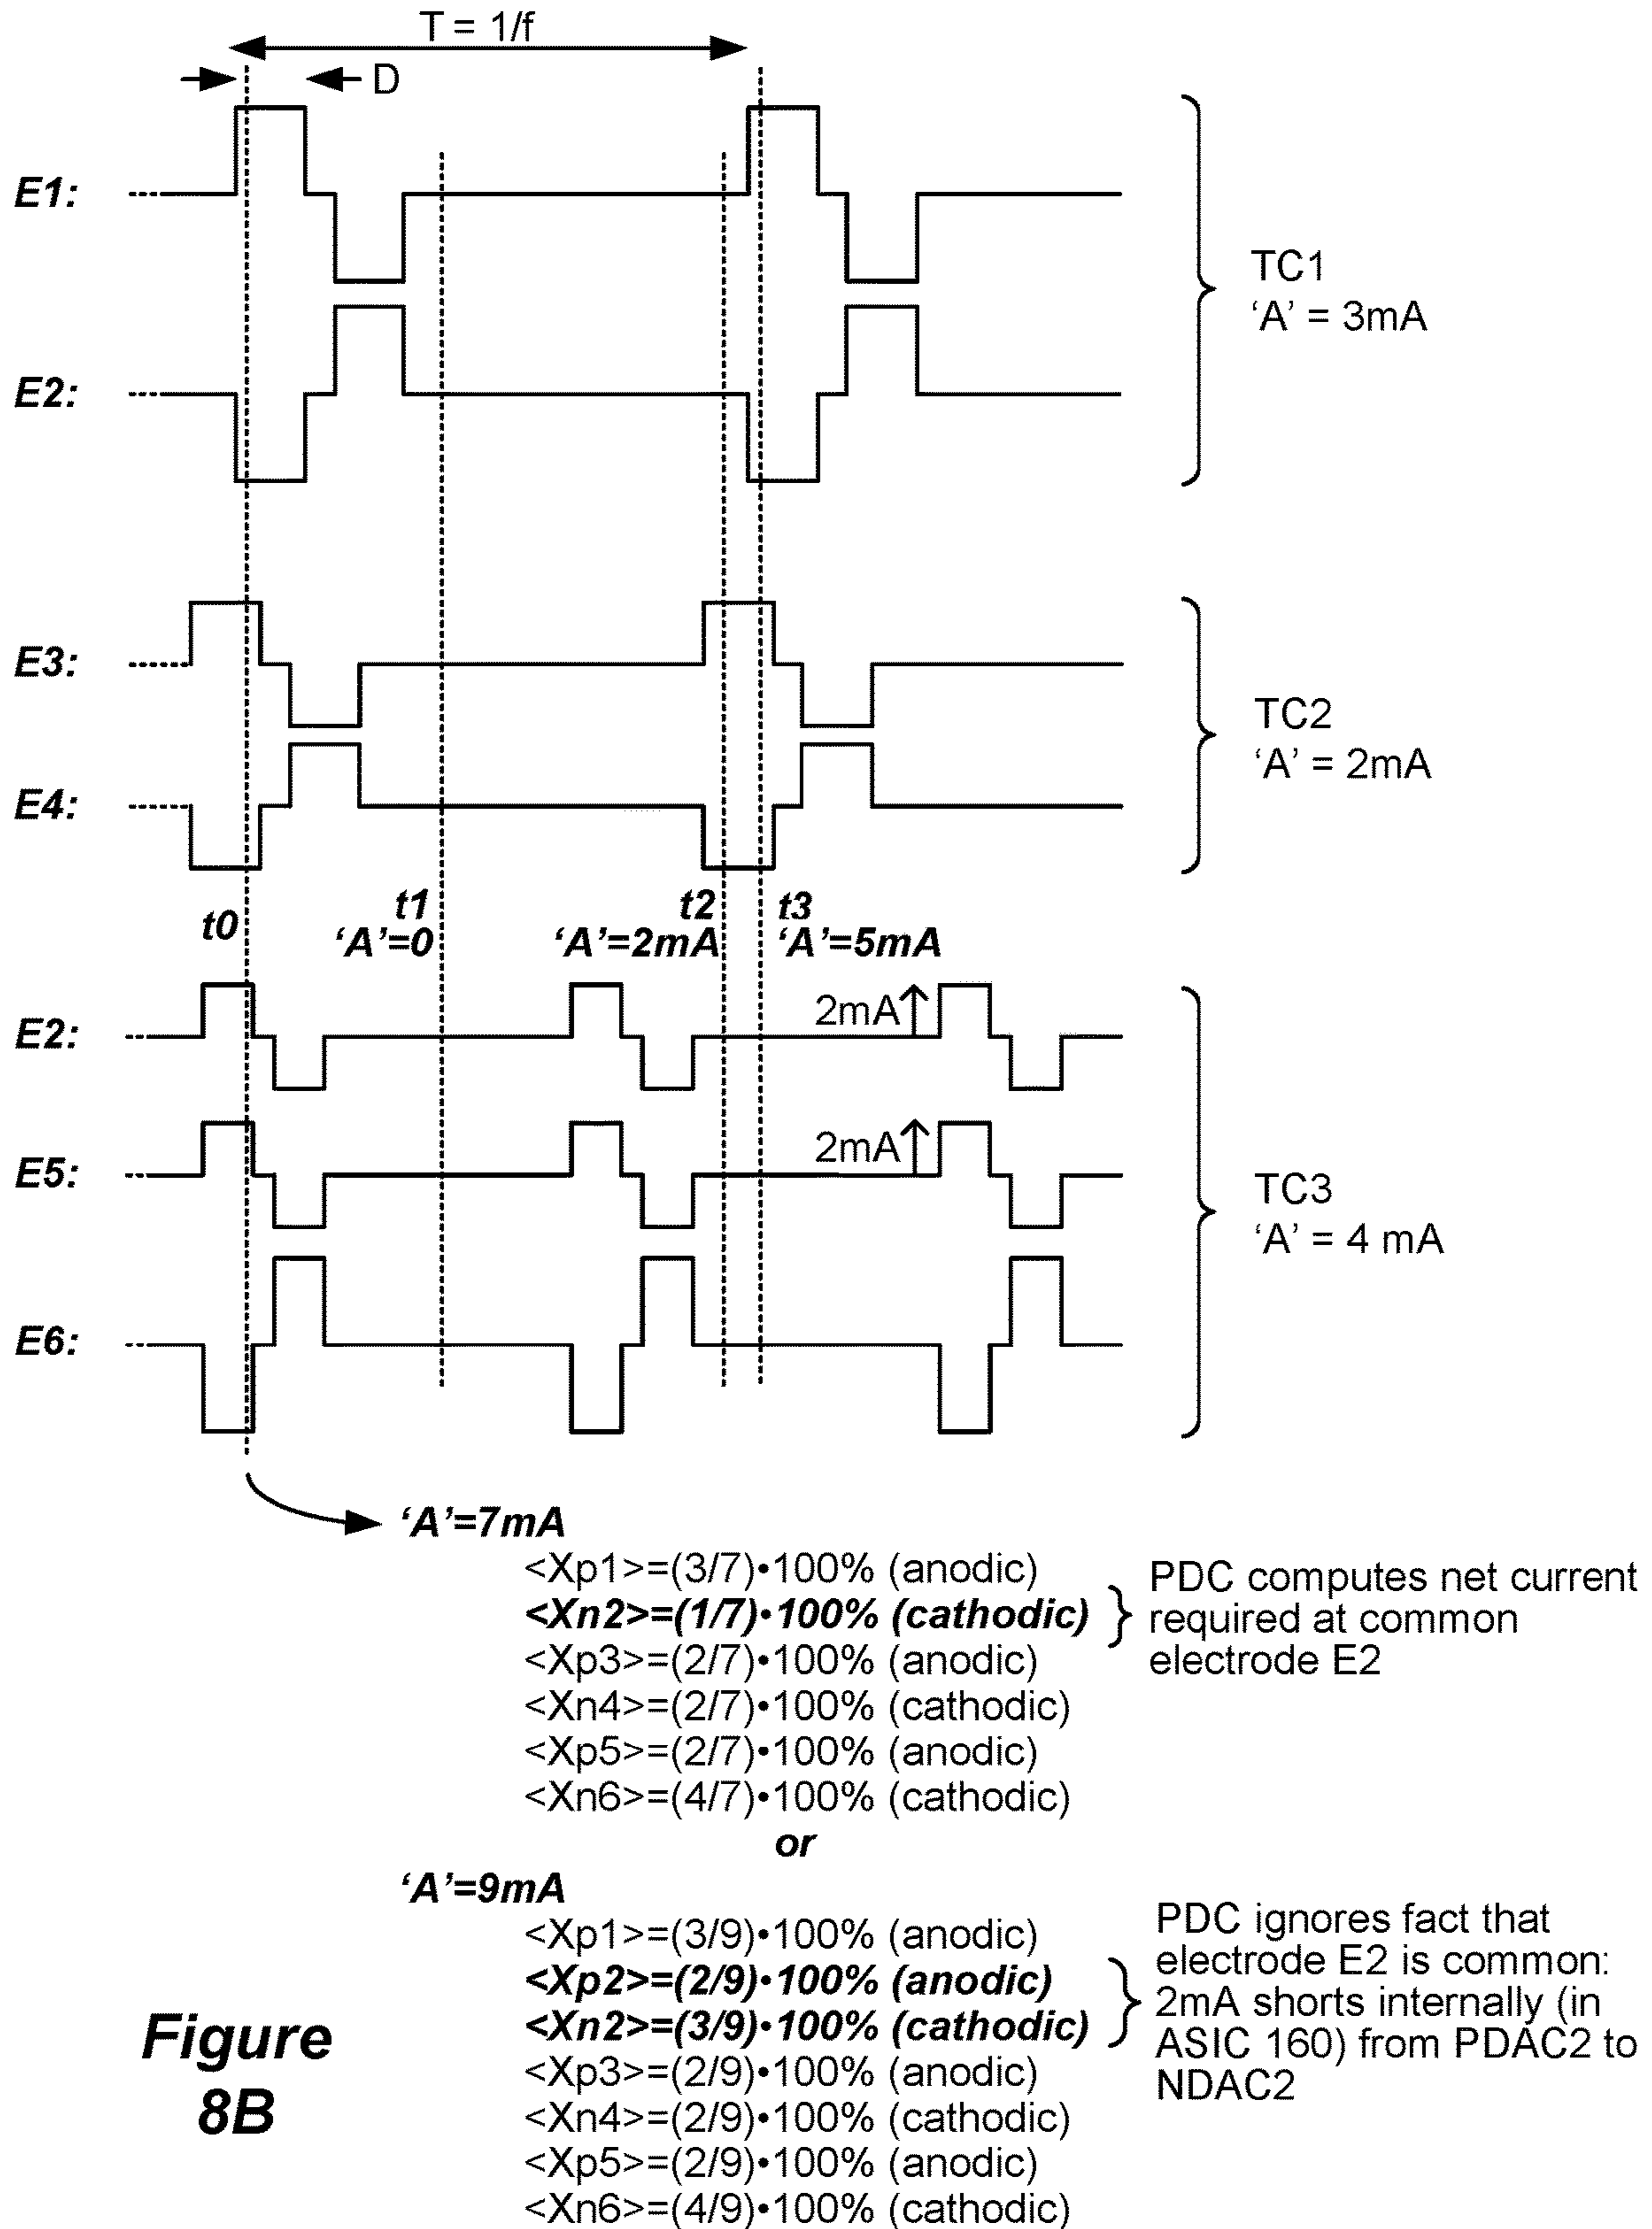 T = 1/f
D
E1:
TC1
‘A’ = 3mA
E2:
E3:
TC2
‘A’ = 2mA
E4:
t0
t1
‘A’=0
t2
‘A’=2mA
t3
‘A’=5mA
E2:
2mA
E5:
2mA
TC3
‘A’ = 4 mA
E6:
‘A’=7mA
<Xp1>=(3/7)•100% (anodic)
<Xn2>=(1/7)•100% (cathodic)
<Xp3>=(2/7)•100% (anodic)
<Xn4>=(2/7)•100% (cathodic)
<Xp5>=(2/7)•100% (anodic)
<Xn6>=(4/7)•100% (cathodic)
PDC computes net current
required at common
electrode E2
or
‘A’=9mA
<Xp1>=(3/9)•100% (anodic)
<Xp2>=(2/9)•100% (anodic)
<Xn2>=(3/9)•100% (cathodic)
<Xp3>=(2/9)•100% (anodic)
<Xn4>=(2/9)•100% (cathodic)
<Xp5>=(2/9)•100% (anodic)
<Xn6>=(4/9)•100% (cathodic)
PDC ignores fact that
electrode E2 is common:
2mA shorts internally (in
ASIC 160) from PDAC2 to
NDAC2
Figure
8B